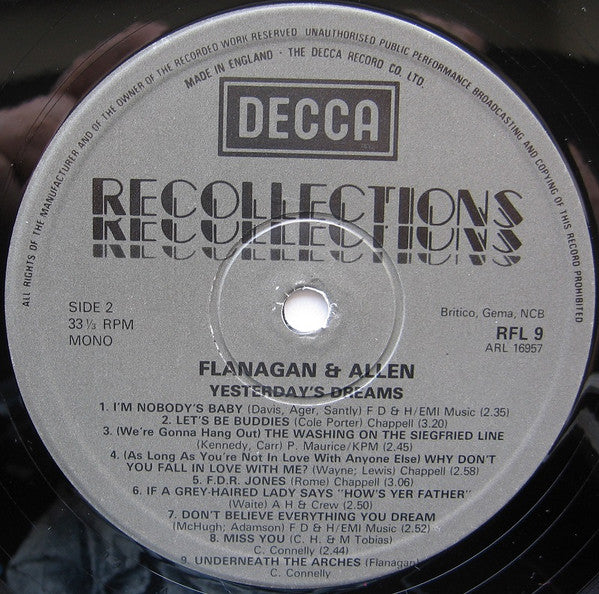 ALL RIGHTS OF THE MANUFACTURER AND OF THE OWNER OF THE RECORDED WORK RESERVED UNAUTHORISED PUBLIC PERFORMANCE BROADCASTING AND COPYING OF THIS RECORD PROHIBITED
MADE IN ENGLAND · THE DECCA RECORD CO. LTD.
DECCA
RECOLLECTIONS
RECOLLECTIONS
RECOLLECTIONS
SIDE 2
33 ⅓ RPM
MONO
Britico, Gema, NCB
RFL 9
ARL 16957
FLANAGAN & ALLEN
YESTERDAY'S DREAMS
1. I'M NOBODY'S BABY (Davis, Ager, Santly) F D & H/EMI Music (2.35)
2. LET'S BE BUDDIES (Cole Porter) Chappell (3.20)
3. (We're Gonna Hang Out) THE WASHING ON THE SIEGFRIED LINE
(Kennedy, Carr) P. Maurice/KPM (2.45)
4. (As Long As You're Not In Love With Anyone Else) WHY DON'T
YOU FALL IN LOVE WITH ME? (Wayne; Lewis) Chappell (2.58)
5. F.D.R. JONES (Rome) Chappell (3.06)
6. IF A GREY-HAIRED LADY SAYS "HOW'S YER FATHER"
(Waite) A H & Crew (2.50)
7. DON'T BELIEVE EVERYTHING YOU DREAM
(McHugh; Adamson) F D & H/EMI Music (2.52)
8. MISS YOU (C. H. & M Tobias)
C. Connelly (2.44)
9. UNDERNEATH THE ARCHES (Flanagan)
C. Connelly